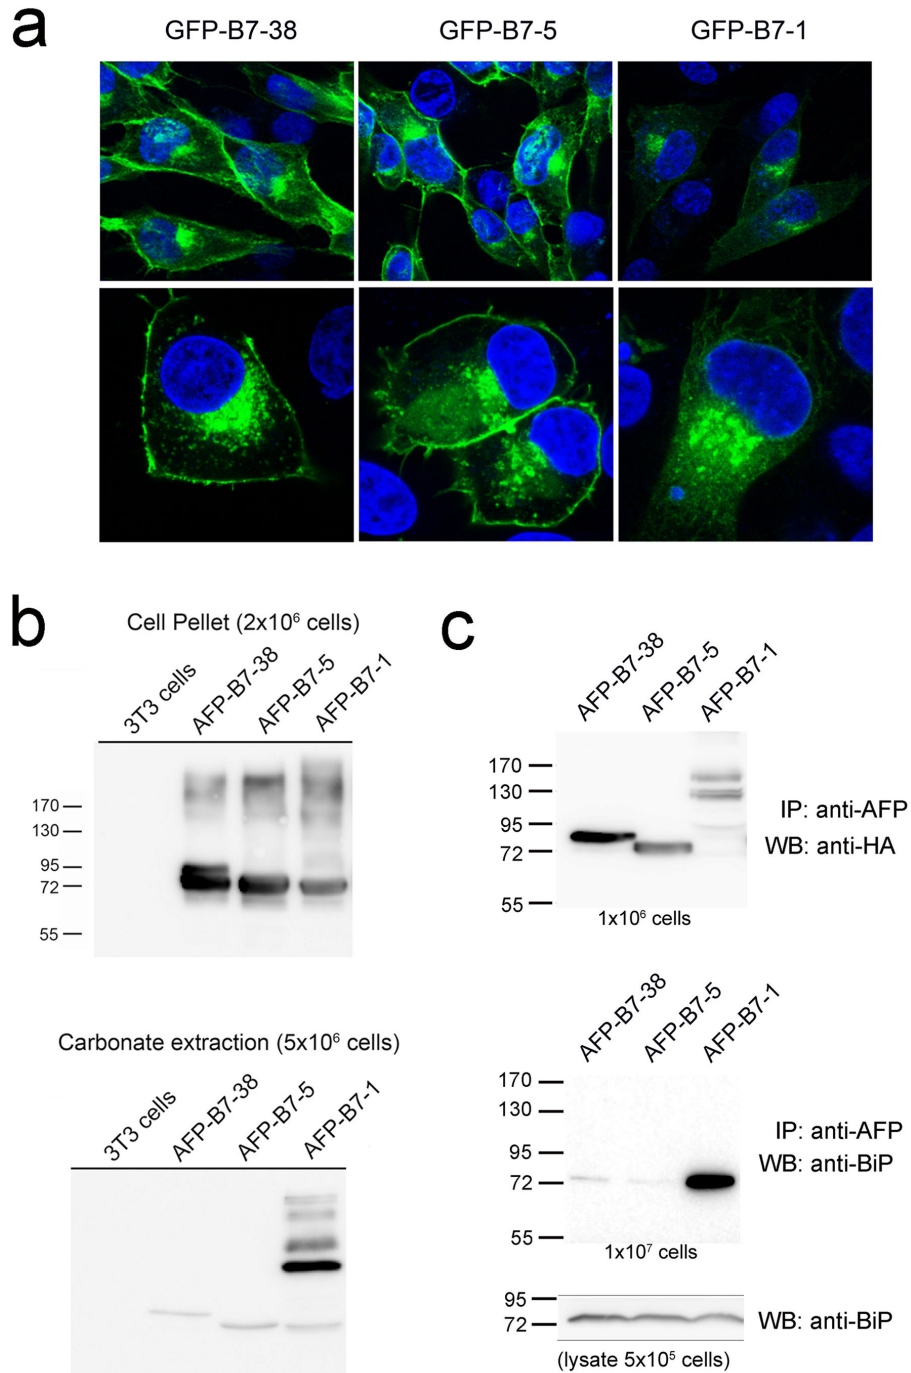 a
GFP-B7-38 GFP-B7-5 GFP-B7-1
b
Cell Pellet (2x10⁶ cells)
3T3 cells AFP-B7-38 AFP-B7-5 AFP-B7-1
170
130
95
72
55
Carbonate extraction (5x10⁶ cells)
3T3 cells AFP-B7-38 AFP-B7-5 AFP-B7-1
c
AFP-B7-38 AFP-B7-5 AFP-B7-1
170
130
95
72
55
IP: anti-AFP
WB: anti-HA
1x10⁶ cells
AFP-B7-38 AFP-B7-5 AFP-B7-1
170
130
95
72
55
IP: anti-AFP
WB: anti-BiP
1x10⁷ cells
95
72
WB: anti-BiP
(lysate 5x10⁵ cells)